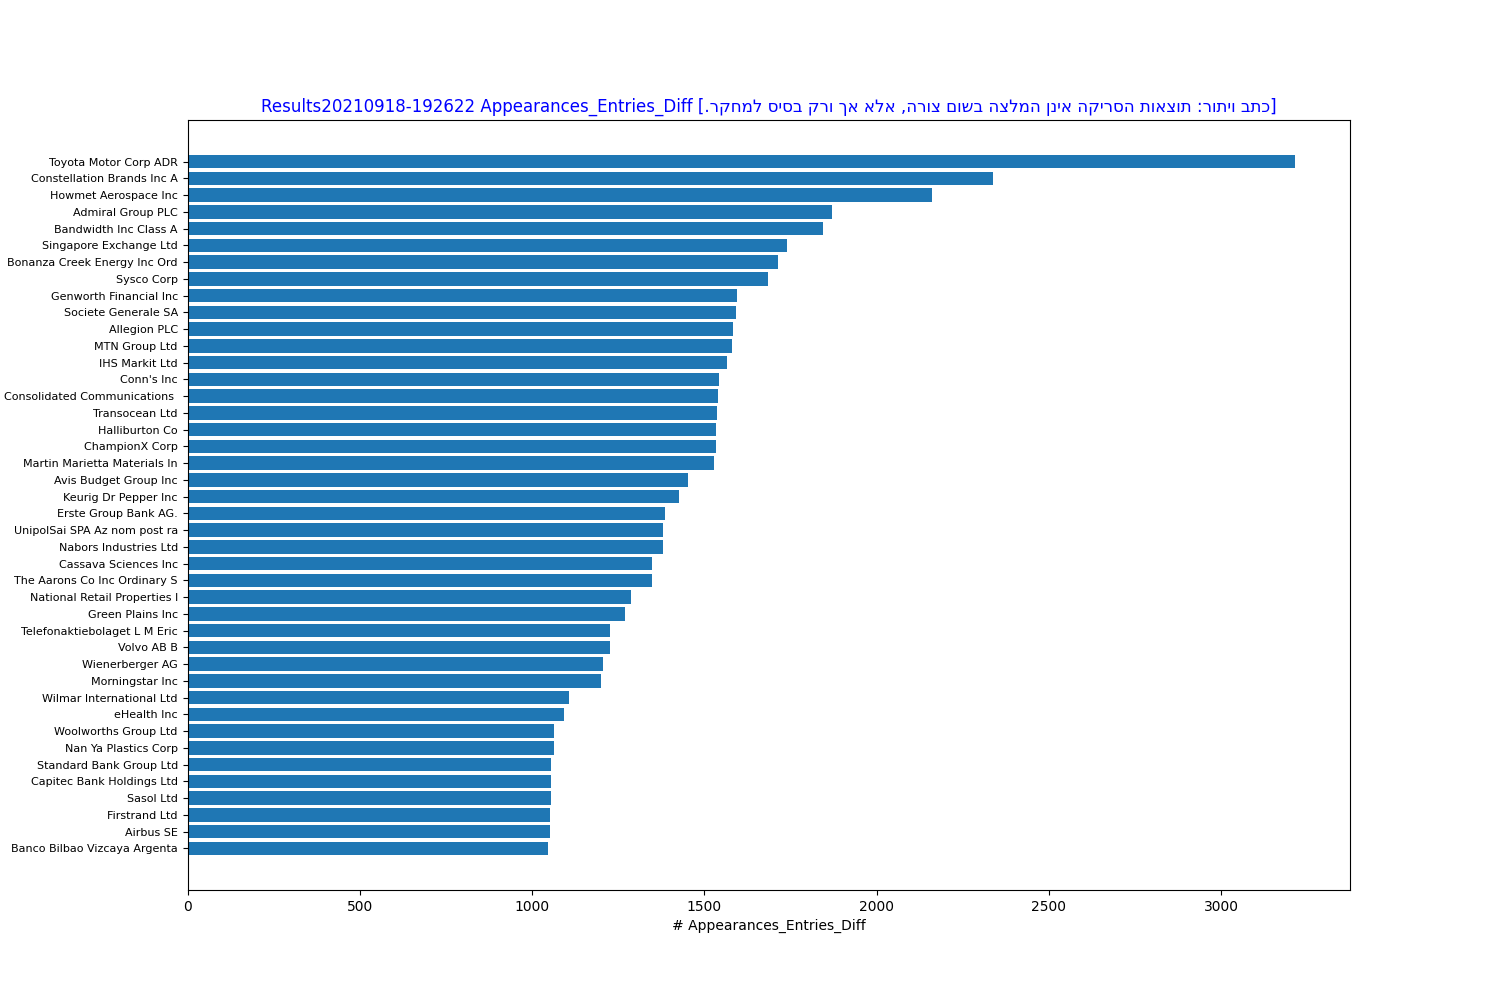 Results20210918-192622 Appearances_Entries_Diff [כתב ויתור: תוצאות הסריקה אינן המלצה בשום צורה, אלא אך ורק בסיס למחקר.]
Toyota Motor Corp ADR
Constellation Brands Inc A
Howmet Aerospace Inc
Admiral Group PLC
Bandwidth Inc Class A
Singapore Exchange Ltd
Bonanza Creek Energy Inc Ord
Sysco Corp
Genworth Financial Inc
Societe Generale SA
Allegion PLC
MTN Group Ltd
IHS Markit Ltd
Conn's Inc
Consolidated Communications
Transocean Ltd
Halliburton Co
ChampionX Corp
Martin Marietta Materials In
Avis Budget Group Inc
Keurig Dr Pepper Inc
Erste Group Bank AG.
UnipolSai SPA Az nom post ra
Nabors Industries Ltd
Cassava Sciences Inc
The Aarons Co Inc Ordinary S
National Retail Properties I
Green Plains Inc
Telefonaktiebolaget L M Eric
Volvo AB B
Wienerberger AG
Morningstar Inc
Wilmar International Ltd
eHealth Inc
Woolworths Group Ltd
Nan Ya Plastics Corp
Standard Bank Group Ltd
Capitec Bank Holdings Ltd
Sasol Ltd
Firstrand Ltd
Airbus SE
Banco Bilbao Vizcaya Argenta
0 500 1000 1500 2000 2500 3000
# Appearances_Entries_Diff